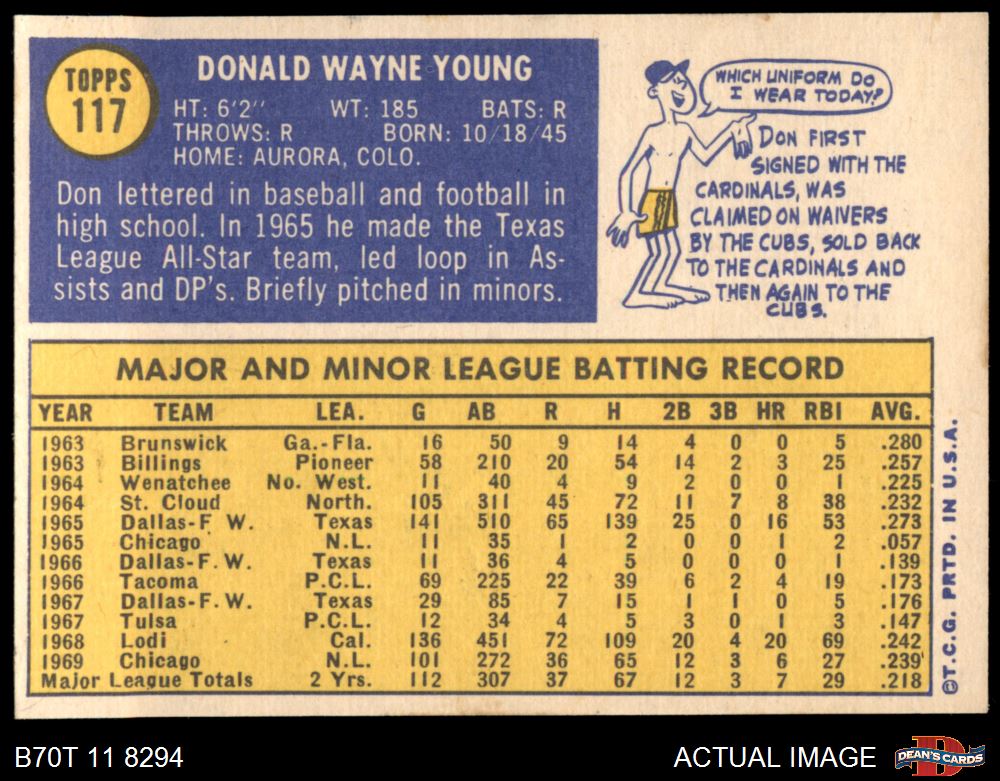 TOPPS
117
DONALD WAYNE YOUNG
HT: 6'2" WT: 185 BATS: R
THROWS: R BORN: 10/18/45
HOME: AURORA, COLO.
Don lettered in baseball and football in
high school. In 1965 he made the Texas
League All-Star team, led loop in As-
sists and DP's. Briefly pitched in minors.
WHICH UNIFORM DO
I WEAR TODAY?
DON FIRST
SIGNED WITH THE
CARDINALS, WAS
CLAIMED ON WAIVERS
BY THE CUBS, SOLD BACK
TO THE CARDINALS AND
THEN AGAIN TO THE
CUBS.
MAJOR AND MINOR LEAGUE BATTING RECORD
YEAR TEAM LEA. G AB R H 2B 3B HR RBI AVG.
1963 Brunswick Ga.-Fla. 16 50 9 14 4 0 0 5 .280
1963 Billings Pioneer 58 210 20 54 14 2 3 25 .257
1964 Wenatchee No. West. 11 40 4 9 2 0 0 1 .225
1964 St. Cloud North. 105 311 45 72 11 7 8 38 .232
1965 Dallas-F. W. Texas 141 510 65 139 25 0 16 53 .273
1965 Chicago N.L. 11 35 1 2 0 0 1 2 .057
1966 Dallas-F. W. Texas 11 36 4 5 0 0 0 1 .139
1966 Tacoma P.C.L. 69 225 22 39 6 2 4 19 .173
1967 Dallas-F. W. Texas 29 85 7 15 1 1 0 5 .176
1967 Tulsa P.C.L. 12 34 4 5 3 0 1 3 .147
1968 Lodi Cal. 136 451 72 109 20 4 20 69 .242
1969 Chicago N.L. 101 272 36 65 12 3 6 27 .239
Major League Totals 2 Yrs. 112 307 37 67 12 3 7 29 .218
©T.C.G. PRTD. IN U.S.A.
B70T 11 8294
ACTUAL IMAGE
D
DEAN'S CARDS